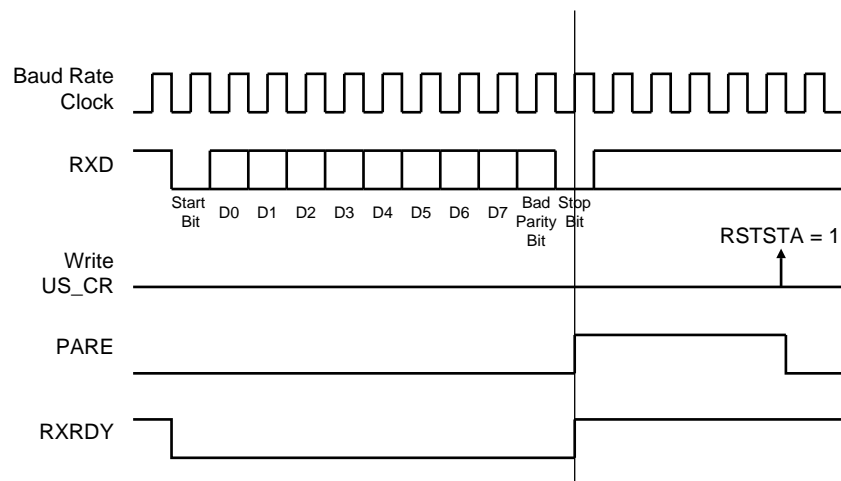 Baud Rate
Clock
RXD
Start
Bit
D0 D1 D2 D3 D4 D5 D6 D7
Bad
Parity
Bit
Stop
Bit
RSTSTA = 1
Write
US_CR
PARE
RXRDY